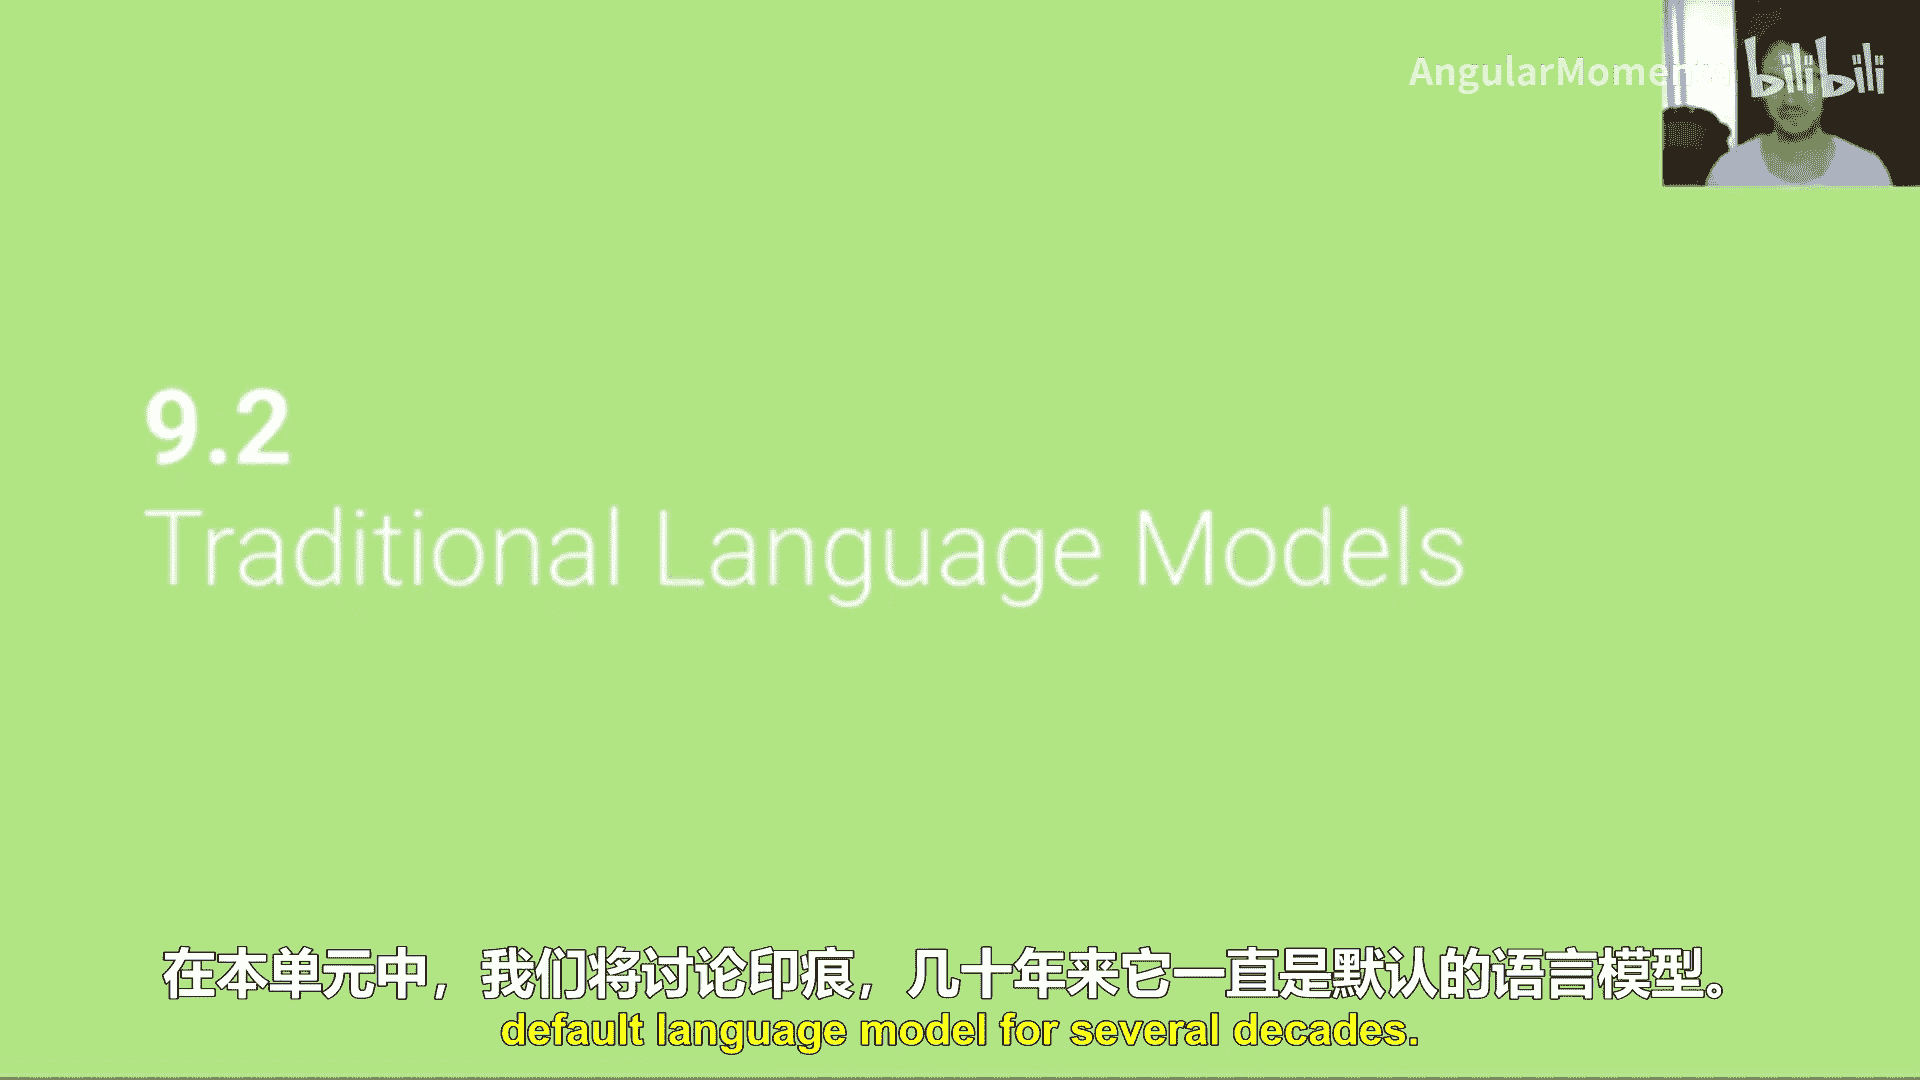 AngularMomen
bilibili
9.2
Traditional Language Models
在本单元中，我们将讨论印痕，几十年来它一直是默认的语言模型。
default language model for several decades.